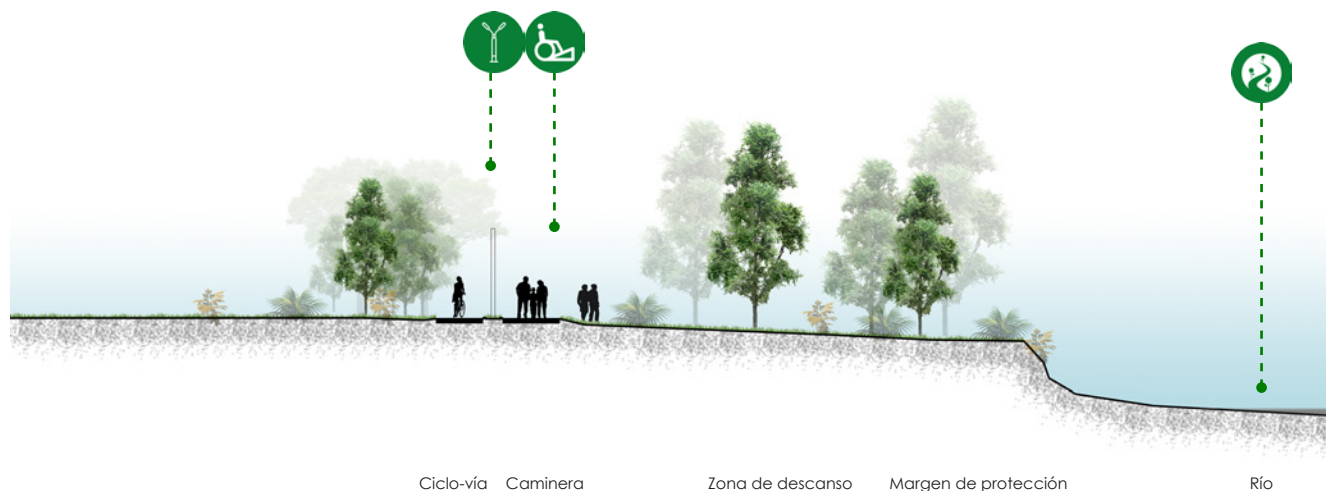 Ciclo-vía
Caminera
Zona de descanso
Margen de protección
Río